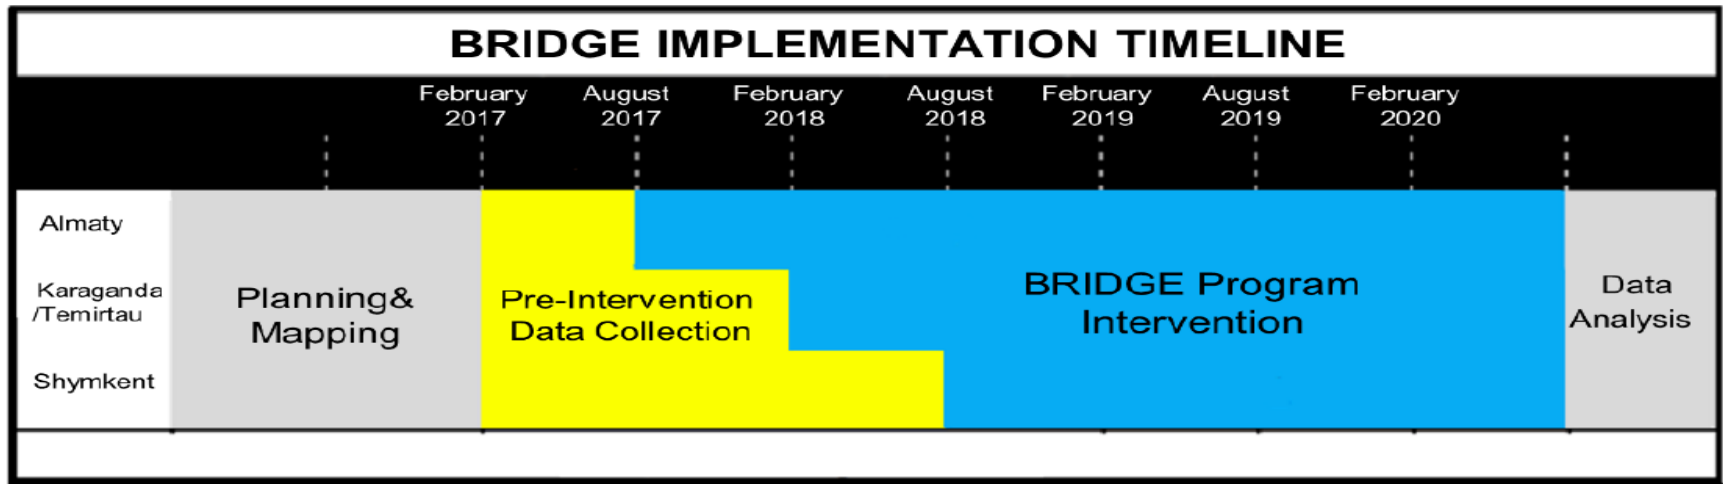 BRIDGE IMPLEMENTATION TIMELINE
February 2017
August 2017
February 2018
August 2018
February 2019
August 2019
February 2020
Almaty
Karaganda
/Temirtau
Shymkent
Planning&
Mapping
Pre-Intervention
Data Collection
BRIDGE Program
Intervention
Data
Analysis